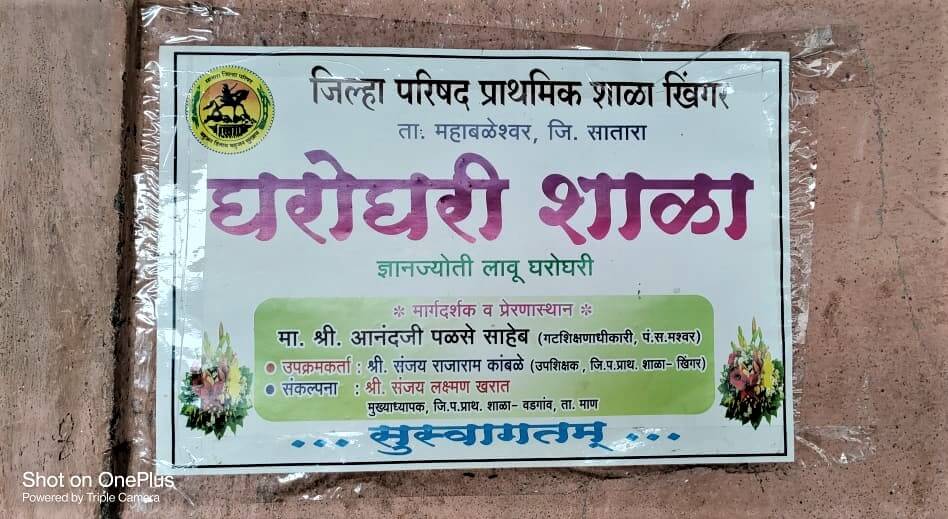 जिल्हा परिषद प्राथमिक शाळा खिंगर
ता. महाबळेश्वर, जि. सातारा
घरोघरी शाळा
ज्ञानज्योती लावू घरोघरी
* मार्गदर्शक व प्रेरणास्थान *
मा. श्री. आनंदजी पळसे साहेब (गटशिक्षणाधीकारी, पं.स.मश्वर)
• उपक्रमकर्ता : श्री. संजय राजाराम कांबळे (उपशिक्षक, जि.प.प्राथ. शाळा- खिंगर)
• संकल्पना : श्री. संजय लक्ष्मण खरात
मुख्याध्यापक, जि.प.प्राथ. शाळा- वडगांव, ता. माण
... सुस्वागतम् ...
Shot on OnePlus
Powered by Triple Camera